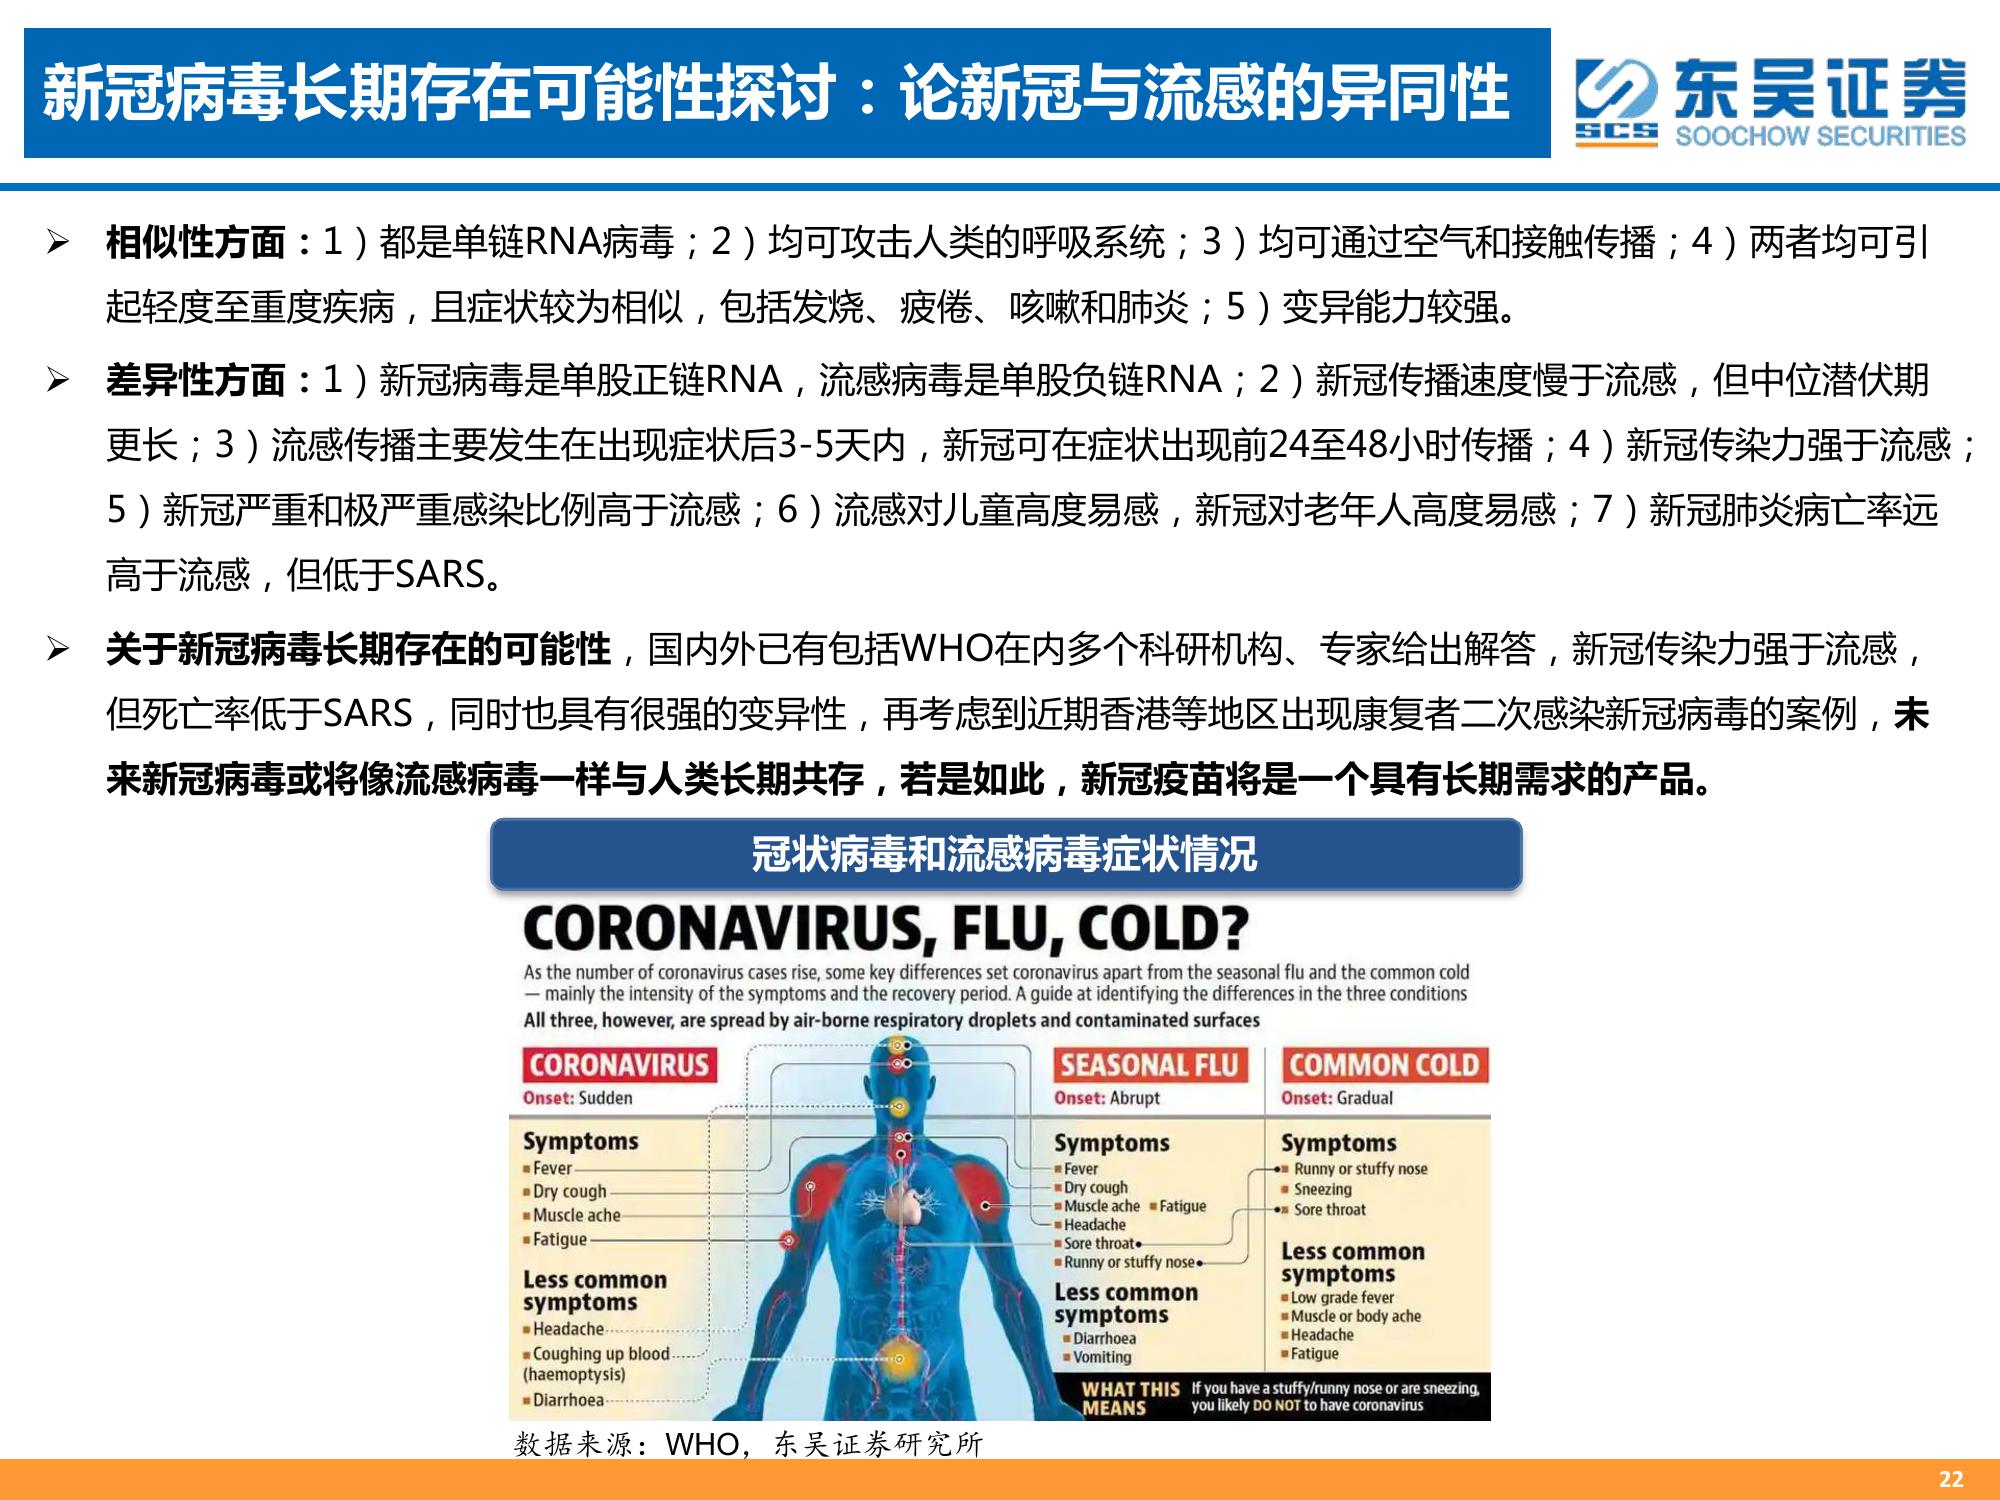 新冠病毒长期存在可能性探讨：论新冠与流感的异同性
SCS
东吴证券
SOOCHOW SECURITIES
相似性方面：1）都是单链RNA病毒；2）均可攻击人类的呼吸系统；3）均可通过空气和接触传播；4）两者均可引
起轻度至重度疾病，且症状较为相似，包括发烧、疲倦、咳嗽和肺炎；5）变异能力较强。
差异性方面：1）新冠病毒是单股正链RNA，流感病毒是单股负链RNA；2）新冠传播速度慢于流感，但中位潜伏期
更长；3）流感传播主要发生在出现症状后3-5天内，新冠可在症状出现前24至48小时传播；4）新冠传染力强于流感；
5）新冠严重和极严重感染比例高于流感；6）流感对儿童高度易感，新冠对老年人高度易感；7）新冠肺炎病亡率远
高于流感，但低于SARS。
关于新冠病毒长期存在的可能性，国内外已有包括WHO在内多个科研机构、专家给出解答，新冠传染力强于流感，
但死亡率低于SARS，同时也具有很强的变异性，再考虑到近期香港等地区出现康复者二次感染新冠病毒的案例，未
来新冠病毒或将像流感病毒一样与人类长期共存，若是如此，新冠疫苗将是一个具有长期需求的产品。
冠状病毒和流感病毒症状情况
CORONAVIRUS, FLU, COLD?
As the number of coronavirus cases rise, some key differences set coronavirus apart from the seasonal flu and the common cold
— mainly the intensity of the symptoms and the recovery period. A guide at identifying the differences in the three conditions
All three, however, are spread by air-borne respiratory droplets and contaminated surfaces
CORONAVIRUS
Onset: Sudden
Symptoms
Fever
Dry cough
Muscle ache
Fatigue
Less common
symptoms
Headache
Coughing up blood
(haemoptysis)
Diarrhoea
SEASONAL FLU
Onset: Abrupt
Symptoms
Fever
Dry cough
Muscle ache Fatigue
Headache
Sore throat
Runny or stuffy nose
Less common
symptoms
Diarrhoea
Vomiting
COMMON COLD
Onset: Gradual
Symptoms
Runny or stuffy nose
Sneezing
Sore throat
Less common
symptoms
Low grade fever
Muscle or body ache
Headache
Fatigue
WHAT THIS
MEANS
If you have a stuffy/runny nose or are sneezing,
you likely DO NOT to have coronavirus
数据来源：WHO，东吴证券研究所
22